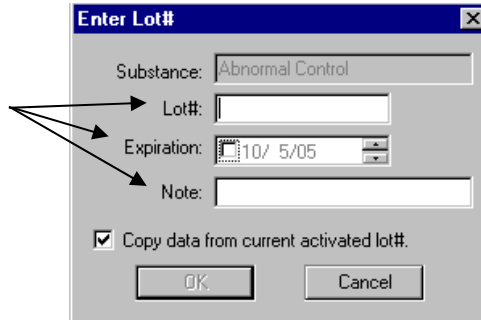 Enter Lot#
Substance: Abnormal Control
Lot#:
Expiration: 10/ 5/05
Note:
Copy data from current activated lot#.
OK Cancel